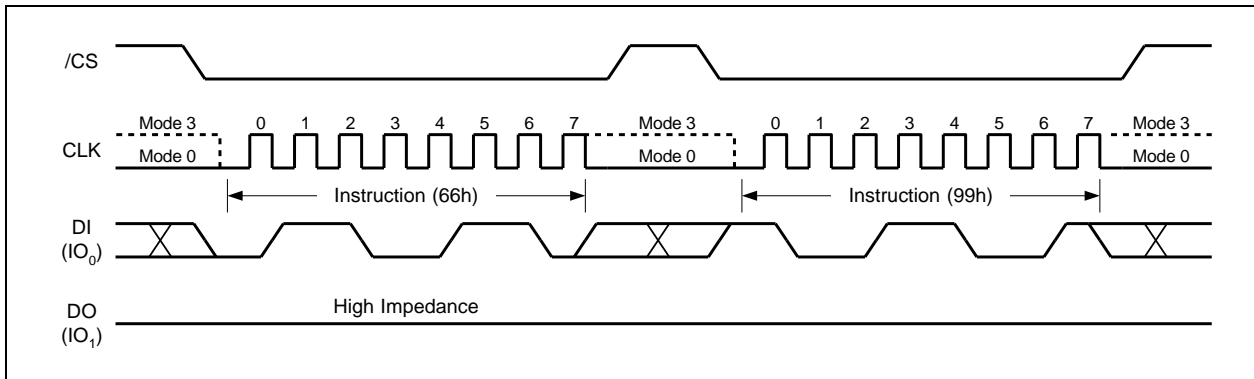 /CS
Mode 3 0 1 2 3 4 5 6 7 Mode 3 0 1 2 3 4 5 6 7 Mode 3
CLK Mode 0 Mode 0 Mode 0
Instruction (66h) Instruction (99h)
DI
(IO0)
High Impedance
DO
(IO1)